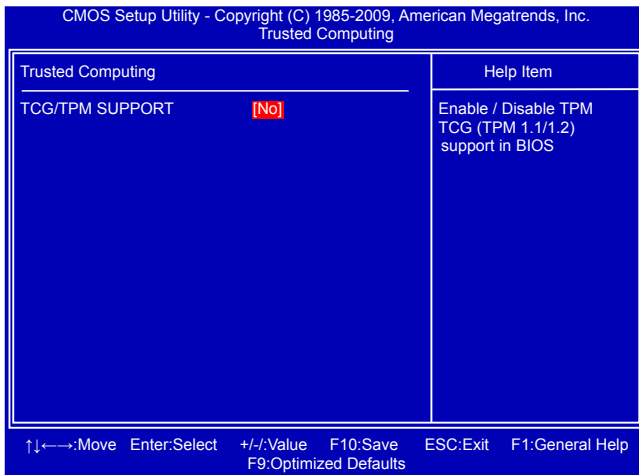 CMOS Setup Utility - Copyright (C) 1985-2009, American Megatrends, Inc.
Trusted Computing
Trusted Computing
Help Item
TCG/TPM SUPPORT [No]
Enable / Disable TPM
TCG (TPM 1.1/1.2)
support in BIOS
↑↓←→:Move Enter:Select +/-/:Value F10:Save ESC:Exit F1:General Help
F9:Optimized Defaults